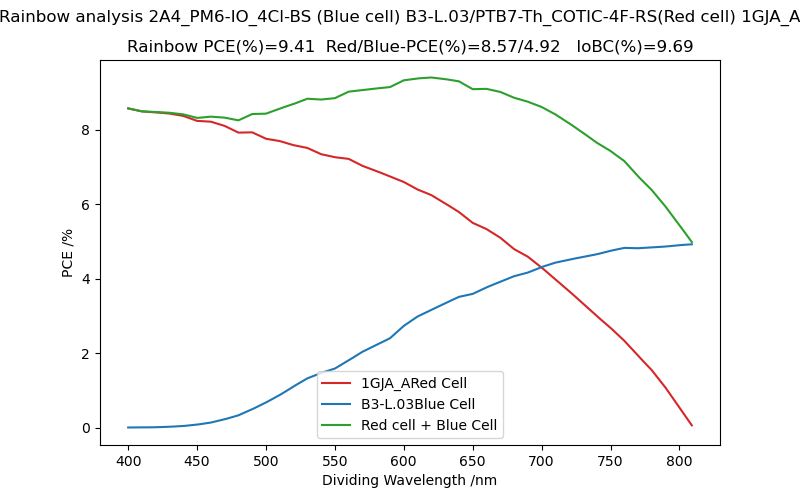 Rainbow analysis 2A4_PM6-IO_4Cl-BS (Blue cell) B3-L.03/PTB7-Th_COTIC-4F-RS(Red cell) 1GJA_A
Rainbow PCE(%)=9.41 Red/Blue-PCE(%)=8.57/4.92 IoBC(%)=9.69
PCE /%
8
6
4
2
0
1GJA_ARed Cell
B3-L.03Blue Cell
Red cell + Blue Cell
400 450 500 550 600 650 700 750 800
Dividing Wavelength /nm